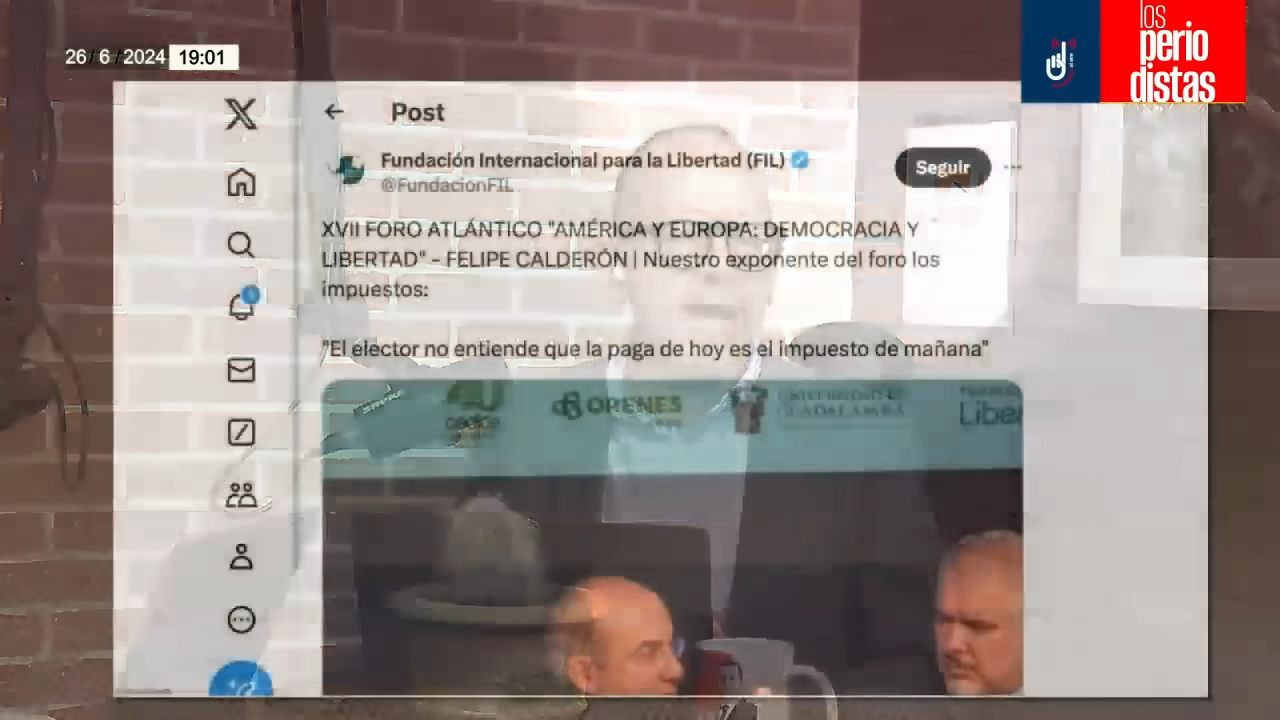 26 / 6 / 2024 19:01
los
perio
distas
Post
Fundación Internacional para la Libertad (FIL)
@FundacionFIL
Seguir
XVII FORO ATLÁNTICO "AMÉRICA Y EUROPA: DEMOCRACIA Y
LIBERTAD" - FELIPE CALDERÓN | Nuestro exponente del foro los
impuestos:
"El elector no entiende que la paga de hoy es el impuesto de mañana"
ORENES
UNIVERSIDAD DE